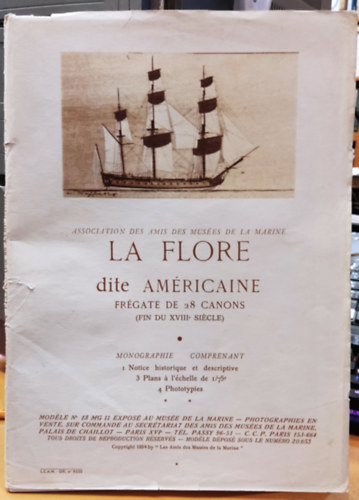 ASSOCIATION DES AMIS DES MUSÉES DE LA MARINE
LA FLORE
dite AMÉRICAINE
FRÉGATE DE 28 CANONS
(FIN DU XVIIIe SIÈCLE)
MONOGRAPHIE COMPRENANT
1 Notice historique et descriptive
3 Plans à l'échelle de 1/75e
4 Phototypies
MODÈLE No 13 MG II EXPOSÉ AU MUSÉE DE LA MARINE — PHOTOGRAPHIES EN
VENTE, SUR COMMANDE AU SECRÉTARIAT DES AMIS DES MUSÉES DE LA MARINE,
PALAIS DE CHAILLOT — PARIS XVIe — TÉL. PASSY 96-51 — C.C.P. PARIS
TOUS DROITS DE REPRODUCTION RÉSERVÉS — MODÈLE DÉPOSÉ SOUS LE NUMÉRO
Copyright by " Les Amis des Musées de la Marine "